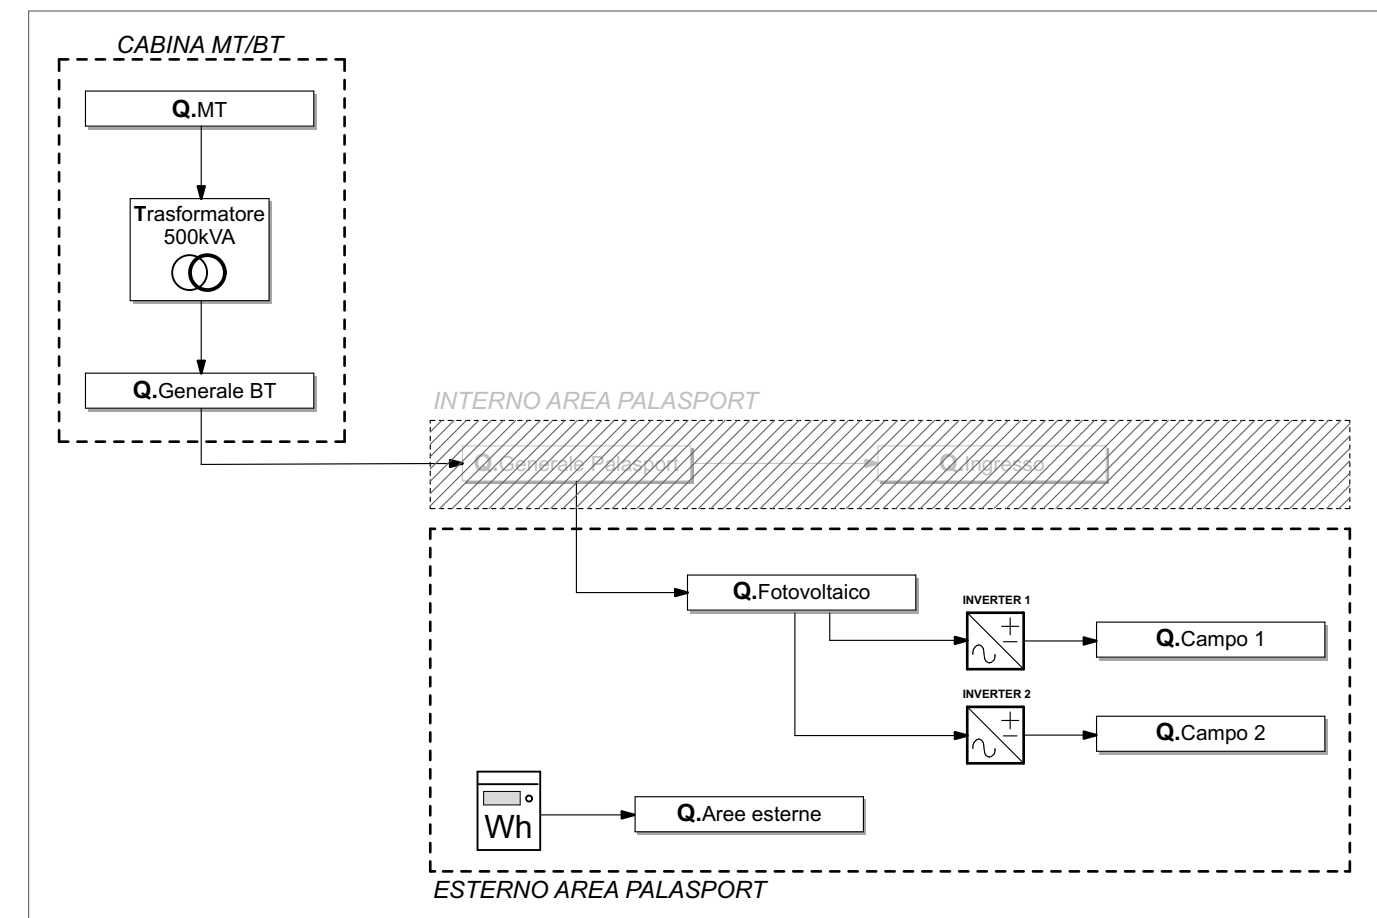 CABINA MT/BT
Q.MT
Trasformatore
500kVA
Q.Generale BT
INTERNO AREA PALASPORT
Q.Generale Palasport
Q.Ingresso
Q.Fotovoltaico
INVERTER 1
Q.Campo 1
INVERTER 2
Q.Campo 2
Wh
Q.Aree esterne
ESTERNO AREA PALASPORT